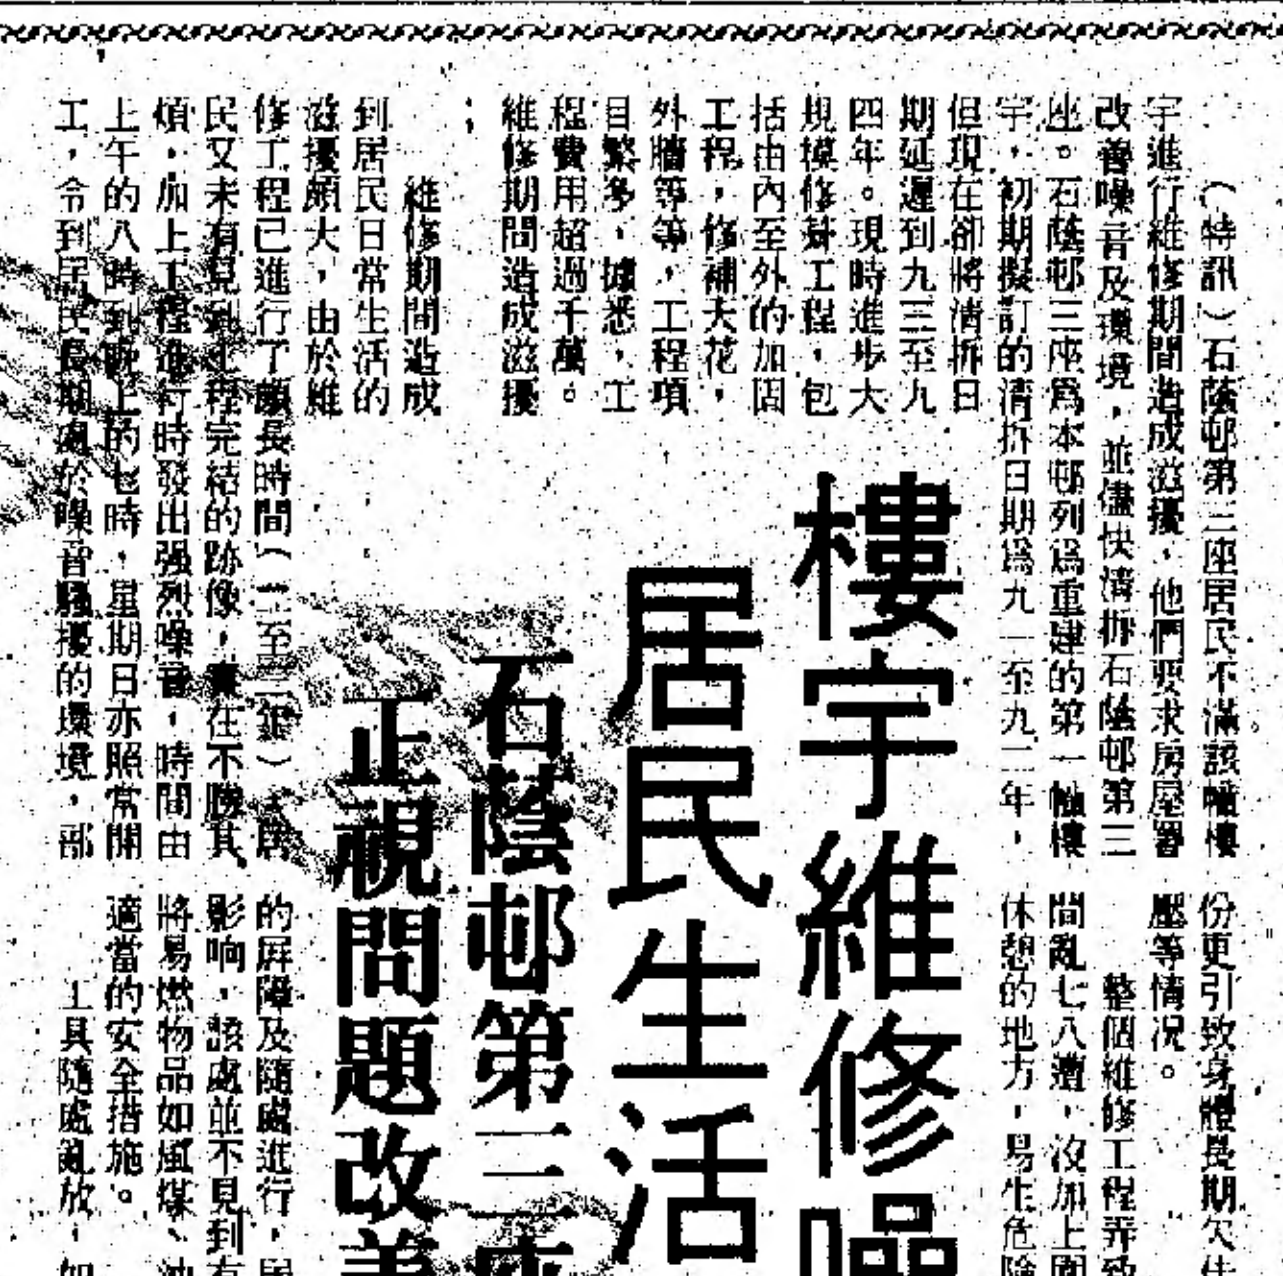 樓宇維修噪
居民生活
石蔭邨第三座
正視問題改善
（特訊）石蔭邨第三座居民不滿該幢樓
宇進行維修期間造成滋擾，他們要求房屋署
改善噪音及環境，並儘快清拆石蔭邨第三
座。石蔭邨三座爲本邨列爲重建的第一幢樓
宇，初期擬訂的清拆日期爲九一至九二年，
但現在卻將清拆日
期延遲到九三至九
四年。現時進步大
規模修葺工程，包
括由內至外的加固
工程，修補天花，
外牆等等，工程項
目繁多，據悉，工
程費用超過千萬。
維修期間造成滋擾
；
維修期間造成
到居民日常生活的
滋擾頗大，由於維
修工程已進行了頗長時間（二至三年）居
民又未有見到工程完結的跡像，實在不勝其
煩，加上工程進行時發出强烈噪音，時間由
上午的八時到晚上的七時，星期日亦照常開
工，令到居民長期處於噪音騷擾的環境，部
份更引致身體長期欠佳
壓等情况。
整個維修工程弄致
間亂七八遭，沒加上圍
休憩的地方，易生危險
的屏障及隨處進行，居
影响，該處並不見到有
將易燃物品如風煤、油
適當的安全措施。
工具隨處亂放，如